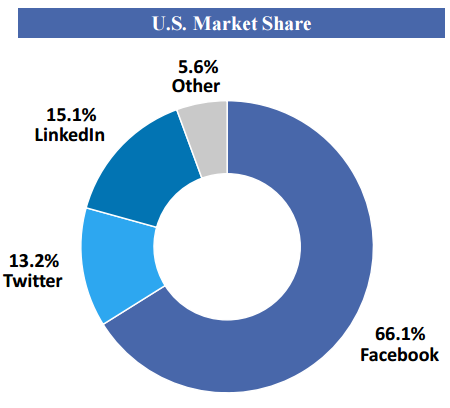 U.S. Market Share
5.6%
Other
15.1%
LinkedIn
13.2%
Twitter
66.1%
Facebook